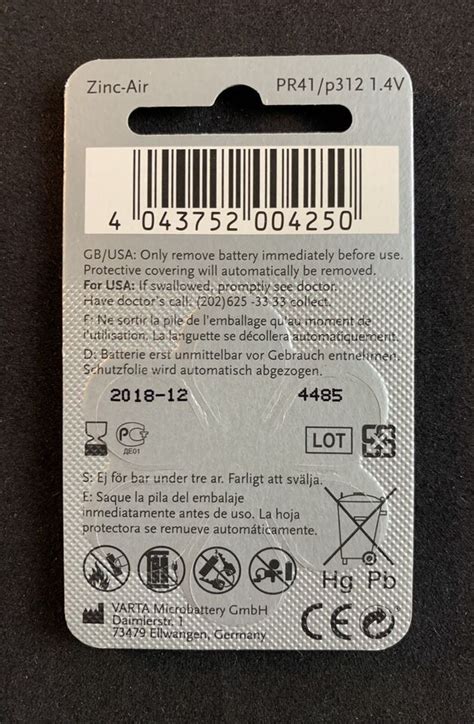 Zinc-Air PR41/p312 1.4V
4 043752 004250
GB/USA: Only remove battery immediately before use.
Protective covering will automatically be removed.
For USA: If swallowed, promptly see doctor.
Have doctor's call: (202)625 -33 33 collect.
F: Ne sortir la pile de l'emballage qu'au moment de
l'utilisation. La languette se décollera automatiquement.
D: Batterie erst unmittelbar vor Gebrauch entnehmen.
Schutzfolie wird automatisch abgezogen.
2018-12 4485
ДЕ01 LOT
S: Ej för bar under tre ar. Farligt att svälja.
E: Saque la pila del embalaje
inmediatamente antes de uso. La hoja
protectora se remueve automáticamente.
Hg Pb
VARTA Microbattery GmbH
Daimlerstr. 1
73479 Ellwangen, Germany
CE